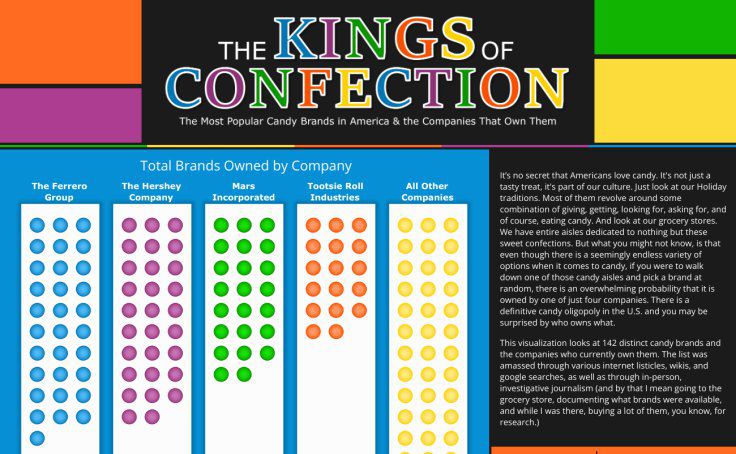 THE KINGS OF
CONFECTION
The Most Popular Candy Brands in America & the Companies That Own Them
Total Brands Owned by Company
The Ferrero
Group
The Hershey
Company
Mars
Incorporated
Tootsie Roll
Industries
All Other
Companies
It's no secret that Americans love candy. It's not just a
tasty treat, it's part of our culture. Just look at our Holiday
traditions. Most of them revolve around some
combination of giving, getting, looking for, asking for, and
of course, eating candy. And look at our grocery stores.
We have entire aisles dedicated to nothing but these
sweet confections. But what you might not know, is that
even though there is a seemingly endless variety of
options when it comes to candy, if you were to walk
down one of those candy aisles and pick a brand at
random, there is an overwhelming probability that it is
owned by one of just four companies. There is a
definitive candy oligopoly in the U.S. and you may be
surprised by who owns what.
This visualization looks at 142 distinct candy brands and
the companies who currently own them. The list was
amassed through various internet listicles, wikis, and
google searches, as well as through in-person,
investigative journalism (and by that I mean going to the
grocery store, documenting what brands were available,
and while I was there, buying a lot of them, you know, for
research.)